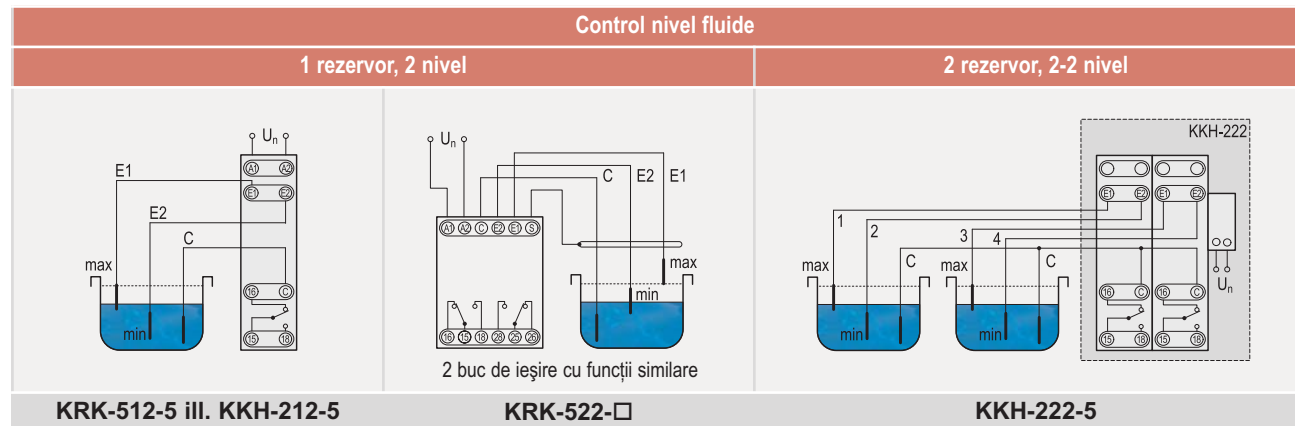 Control nivel fluide
1 rezervor, 2 nivel
2 rezervor, 2-2 nivel
Un
A1 A2
E1
E1 E2
E2
C
max
16 C
min
15 18
Un
C E2 E1
A1 A2 C E2 E1 S
max
min
16 15 18 28 25 26
2 buc de ieşire cu funcții similare
KKH-222
E1 E2 E1 E2
1
2
3
4
max C max C
Un
16 C 16 C
min min
15 18 15 18
KRK-512-5 ill. KKH-212-5
KRK-522-□
KKH-222-5